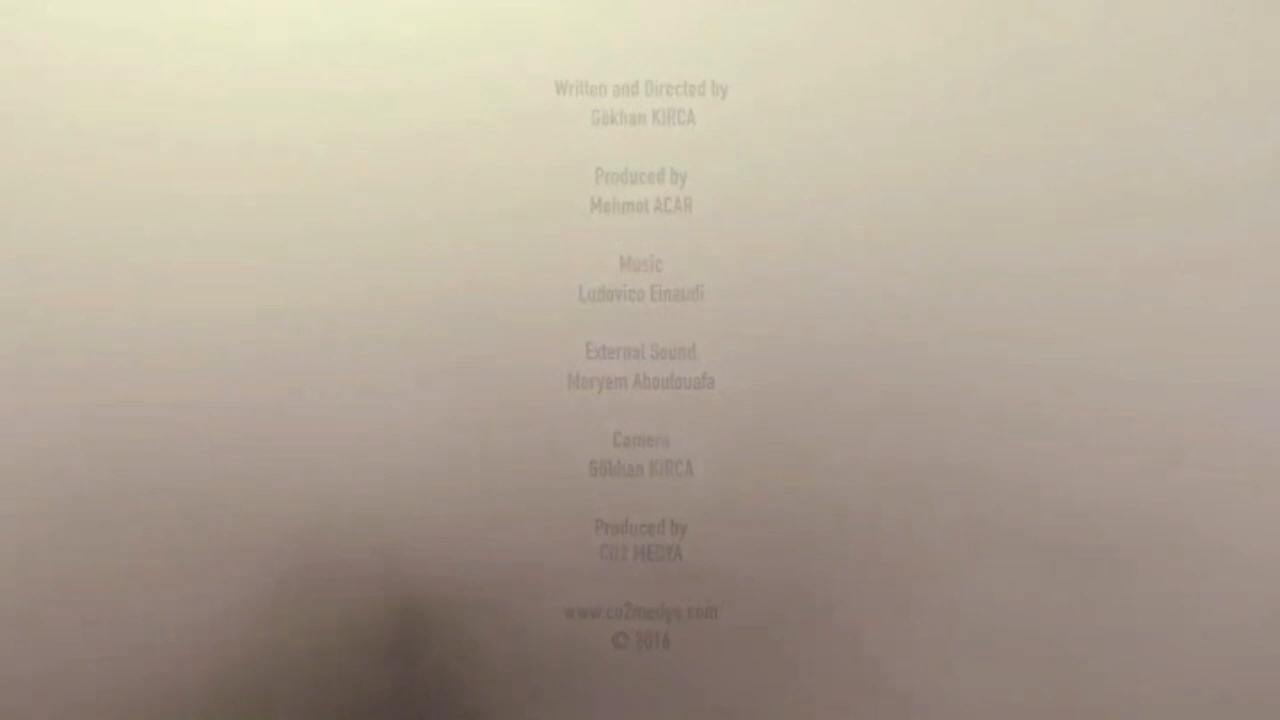 Written and Directed by
Gökhan KIRCA
Produced by
Mehmet ACAR
Music
Ludovico Einaudi
External Sound
Meryem Aboulouafa
Camera
Gökhan KIRCA
Produced by
CO2 MEDYA
www.co2medya.com
© 2016